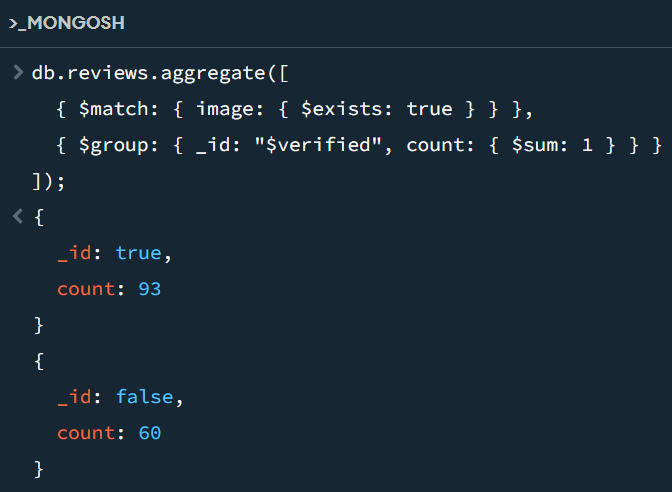 >_MONGOSH
> db.reviews.aggregate([
{ $match: { image: { $exists: true } } },
{ $group: { _id: "$verified", count: { $sum: 1 } } }
]);
< {
_id: true,
count: 93
}
{
_id: false,
count: 60
}